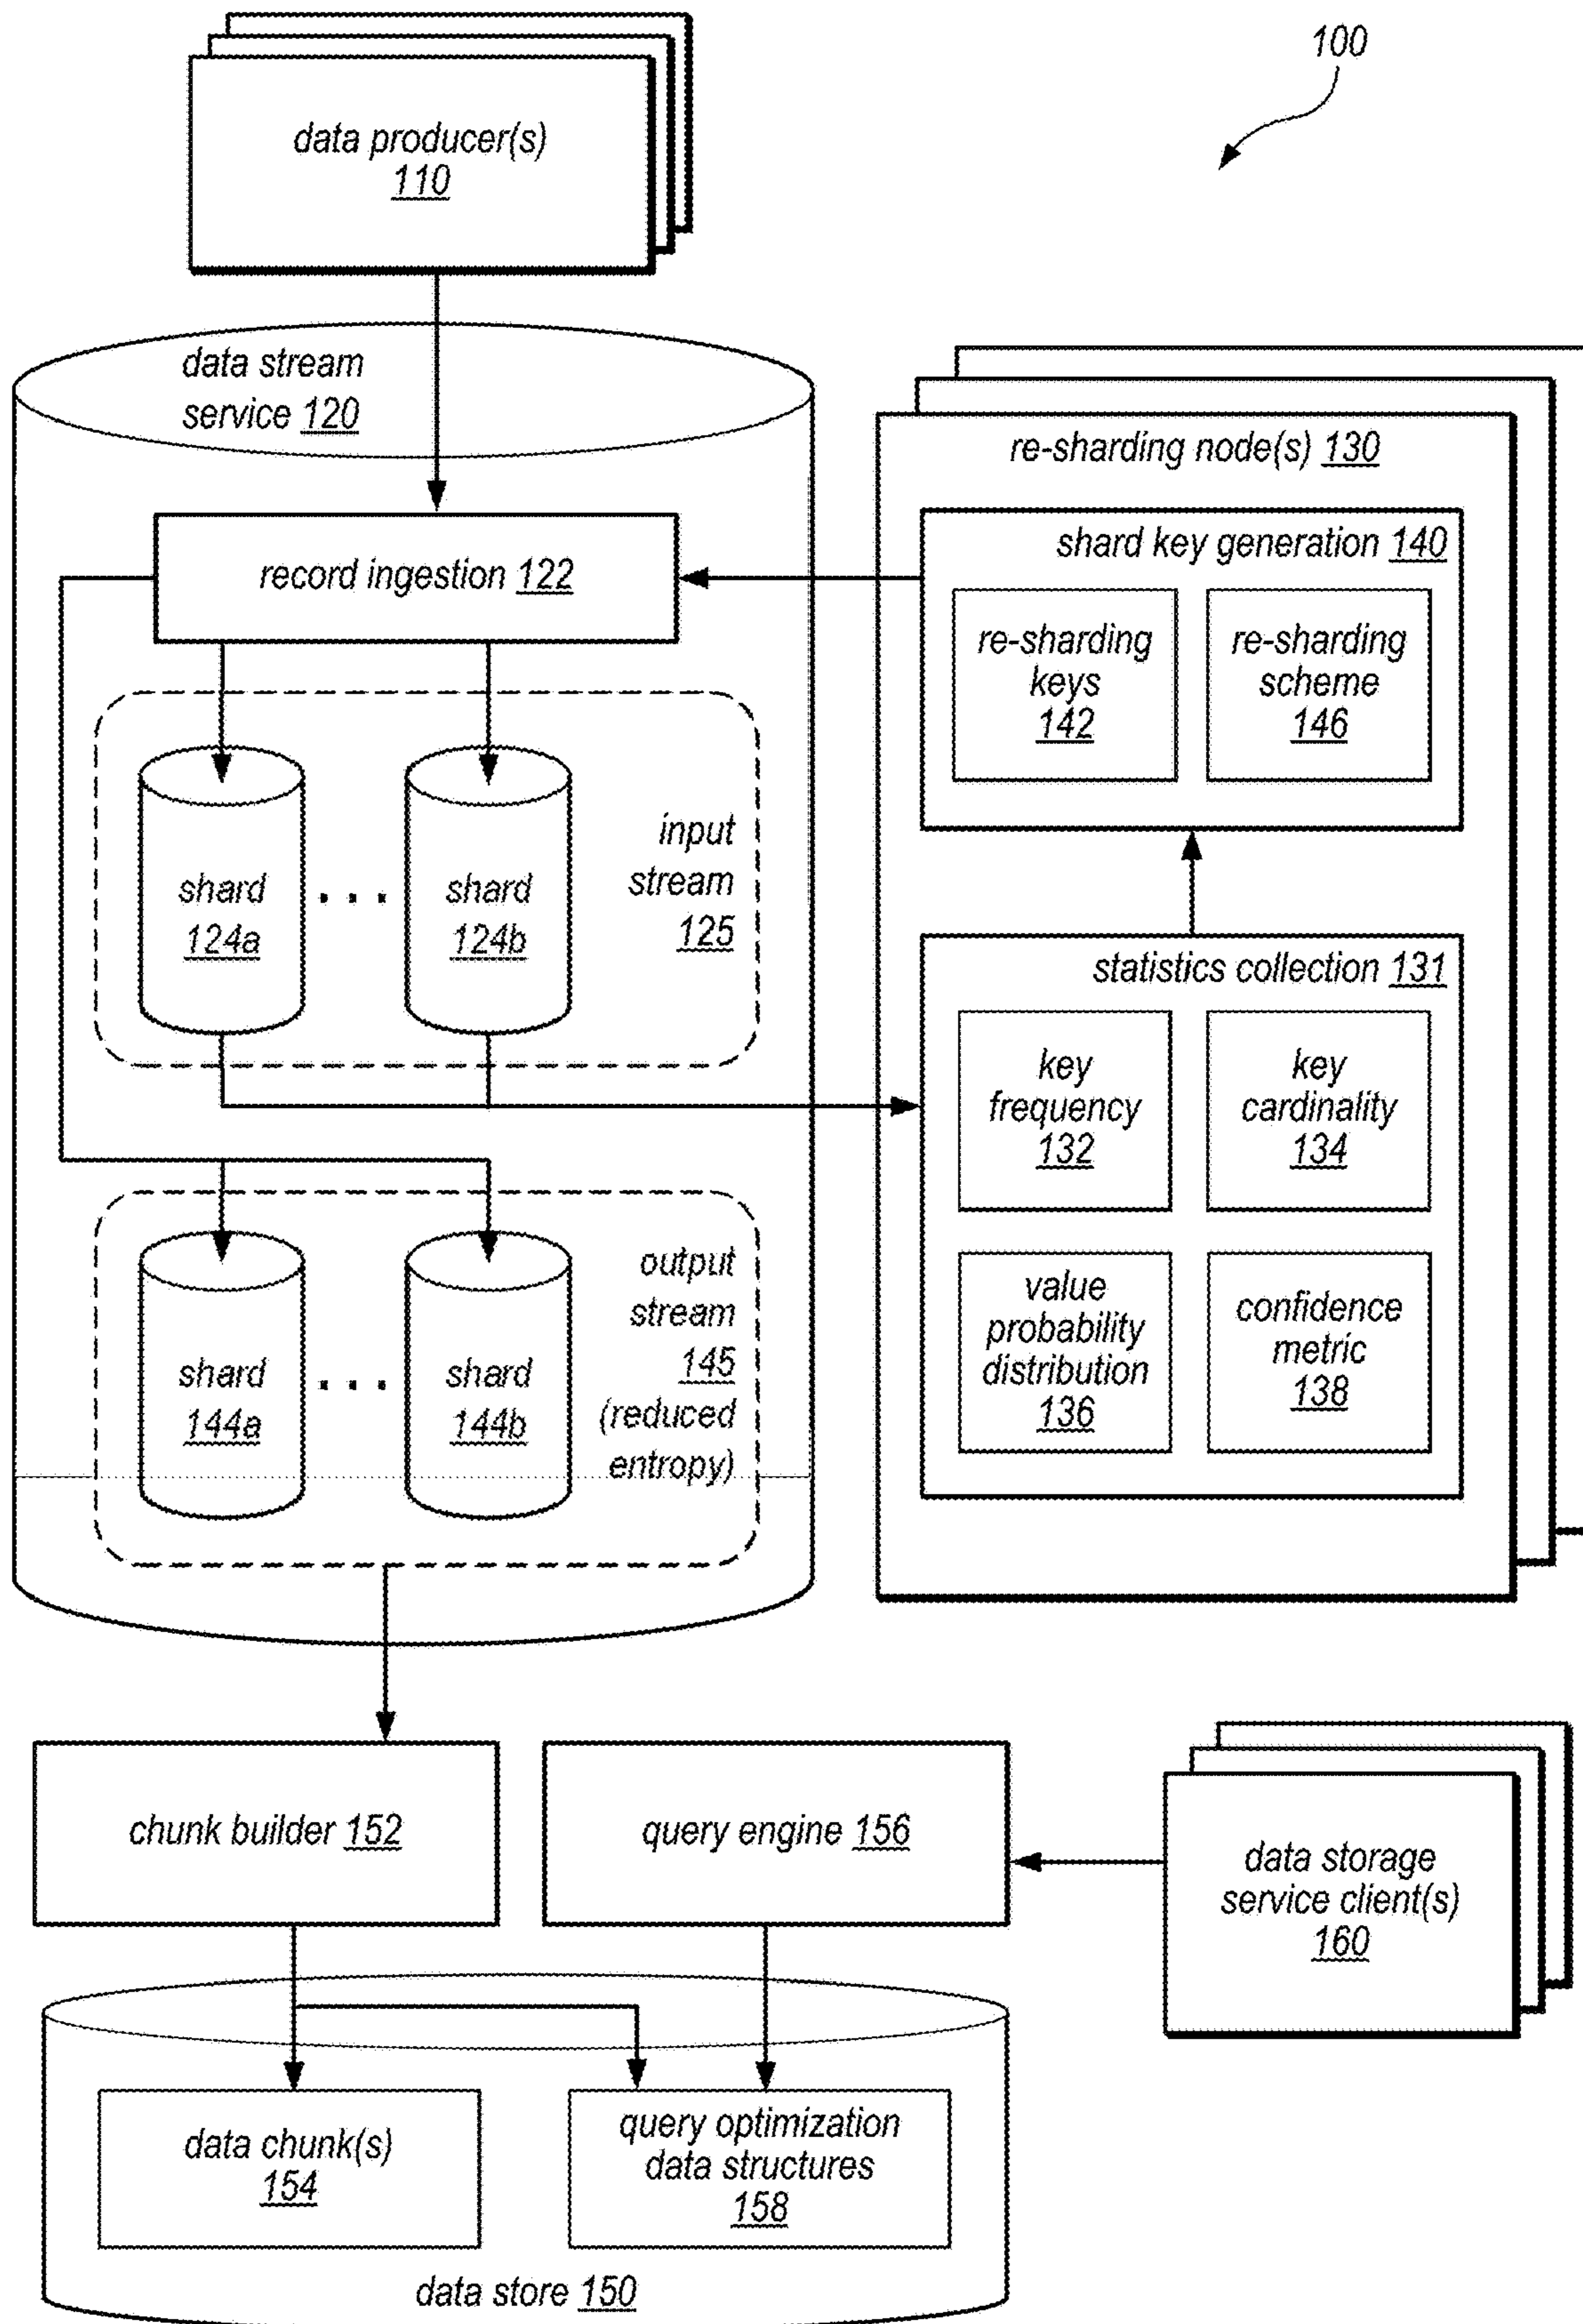 100
data producer(s)
110
data stream
service 120
re-sharding node(s) 130
shard key generation 140
record ingestion 122
re-sharding
keys
142
re-sharding
scheme
146
input
stream
125
shard
124a
. . .
shard
124b
statistics collection 131
key
frequency
132
key
cardinality
134
output
stream
145
(reduced
entropy)
shard
144a
. . .
shard
144b
value
probability
distribution
136
confidence
metric
138
chunk builder 152
query engine 156
data storage
service client(s)
160
data chunk(s)
154
query optimization
data structures
158
data store 150